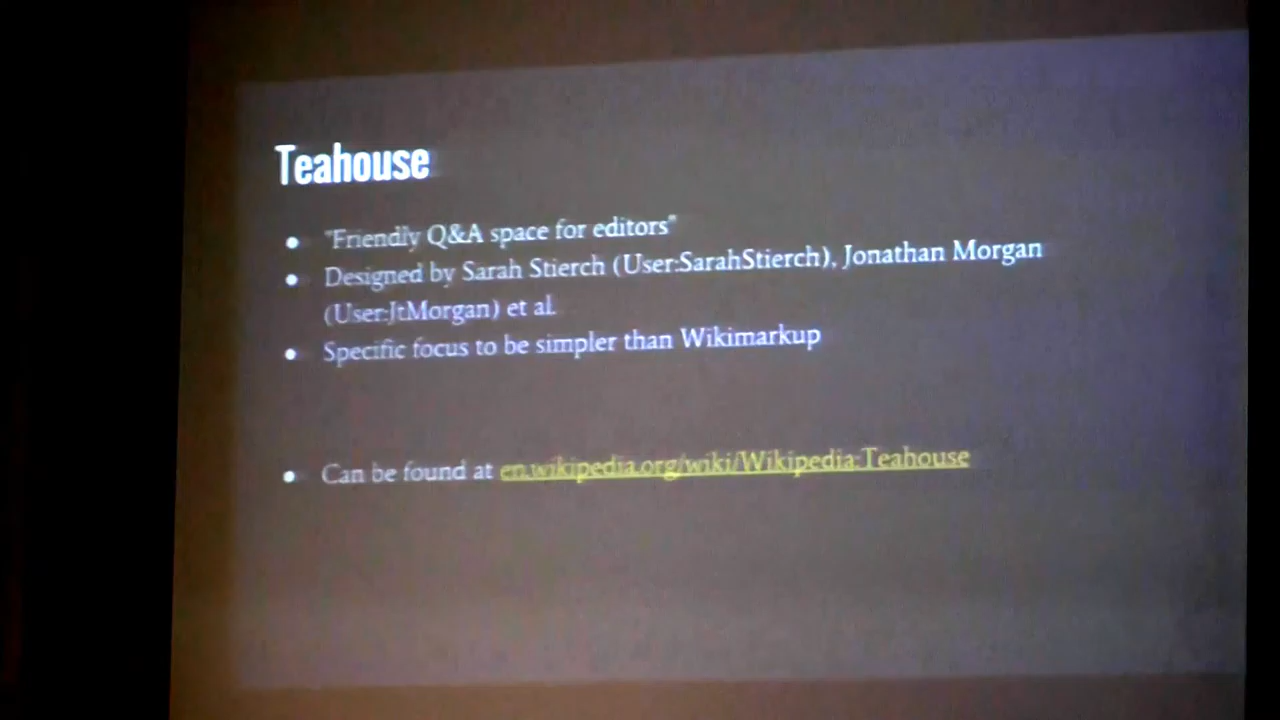 Teahouse
"Friendly Q&A space for editors"
Designed by Sarah Stierch (User:SarahStierch), Jonathan Morgan
(User:JtMorgan) et al.
Specific focus to be simpler than Wikimarkup
Can be found at en.wikipedia.org/wiki/Wikipedia:Teahouse